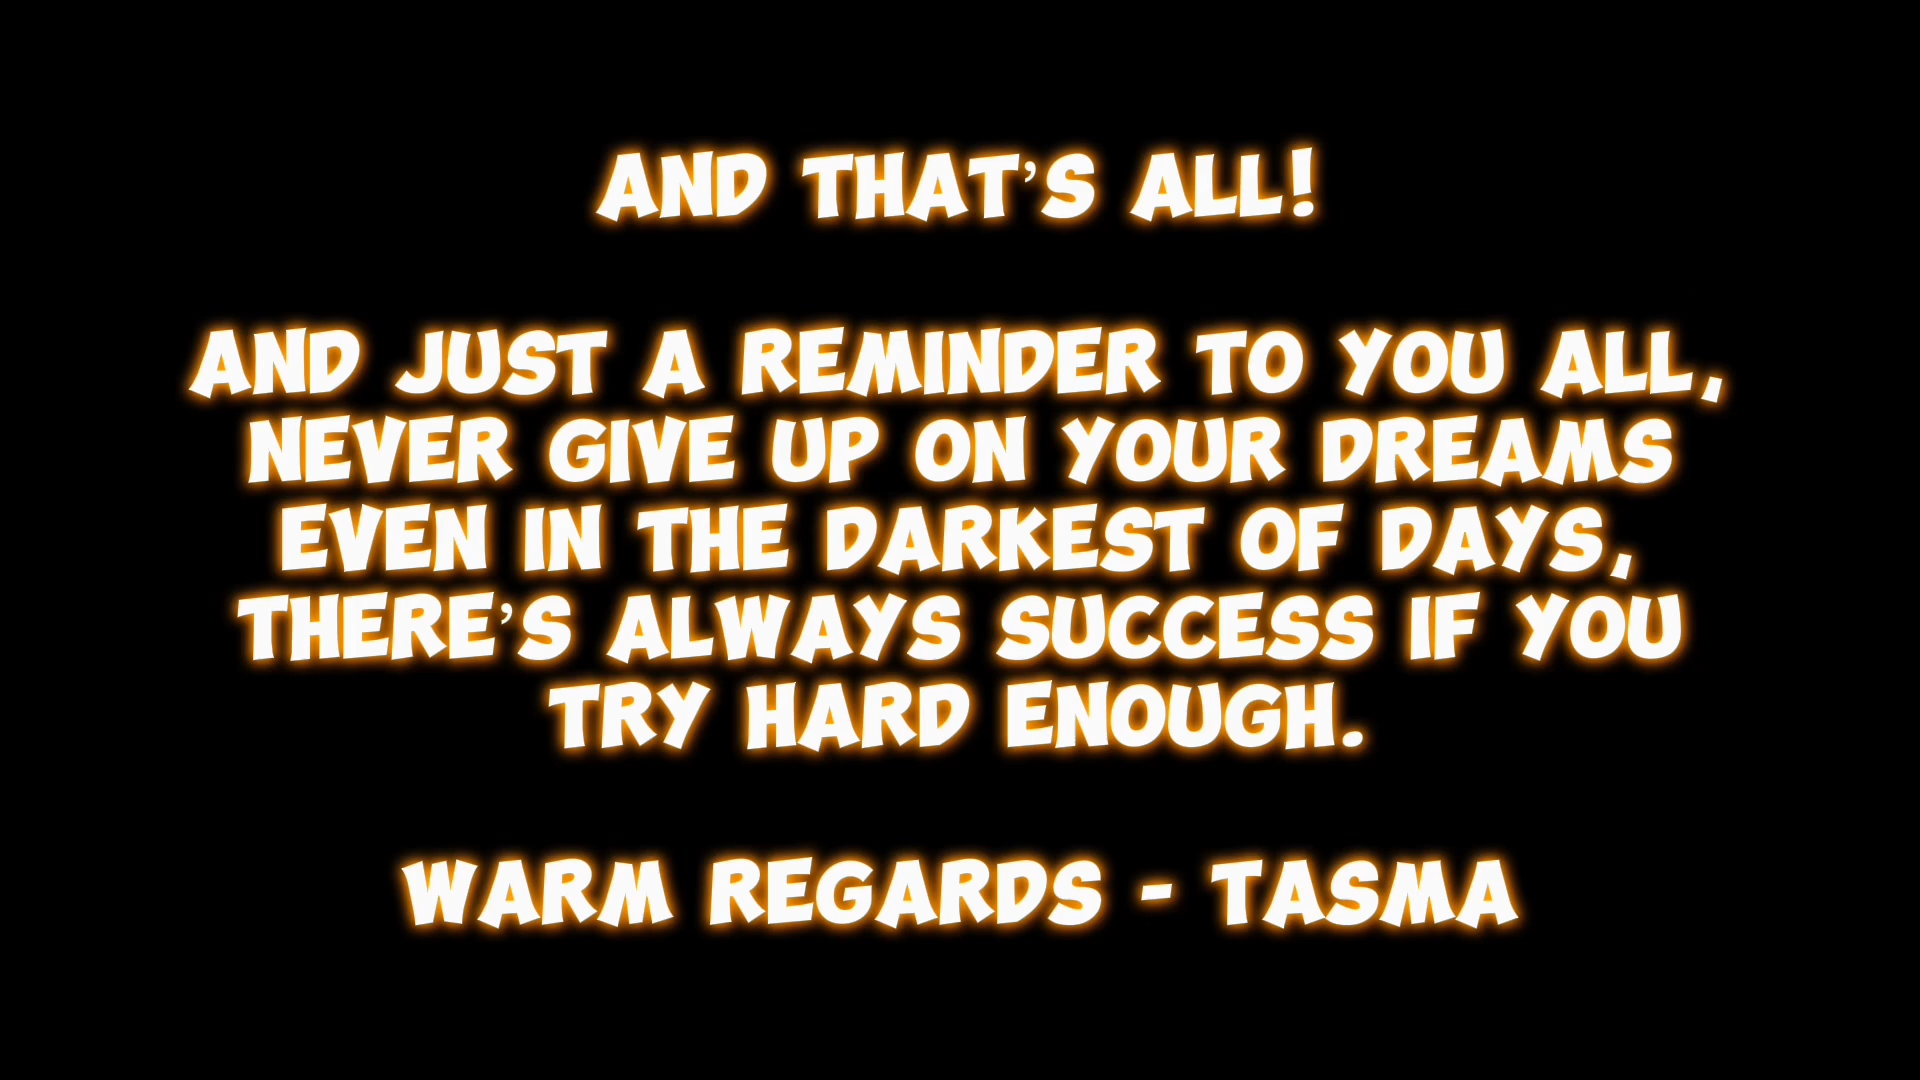 AND THAT'S ALL!
AND JUST A REMINDER TO YOU ALL,
NEVER GIVE UP ON YOUR DREAMS
EVEN IN THE DARKEST OF DAYS,
THERE'S ALWAYS SUCCESS IF YOU
TRY HARD ENOUGH.
WARM REGARDS - TASMA